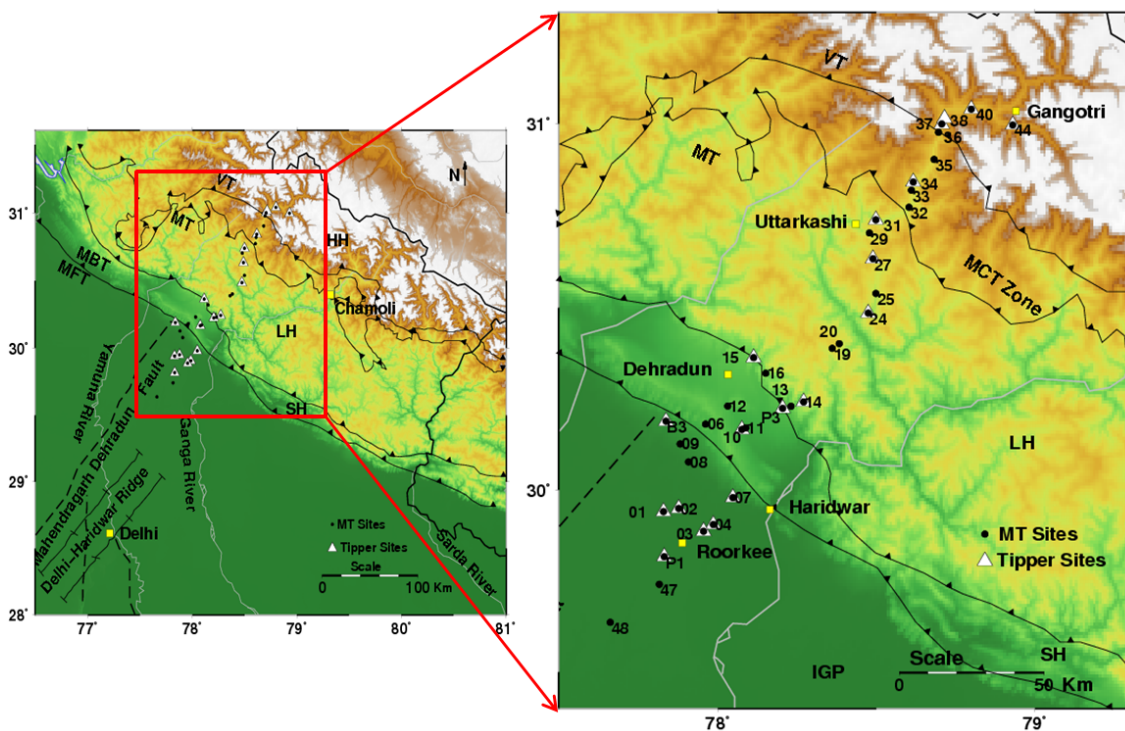 VT
MT
MBT
MFT
HH
Chamoli
LH
SH
N
Yamuna River
Mahendragarh Dehradun Fault
Delhi-Haridwar Ridge
Ganga River
Delhi
Sarda River
MT Sites
Tipper Sites
Scale
0 100 Km
31°
30°
29°
28°
77° 78° 79° 80° 81°
VT
40
38
37
36
44
Gangotri
31°
MT
35
34
33
32
Uttarkashi
31
29
27
MCT Zone
25
24
20
19
15
Dehradun
16
13
14
12
P3
B3
06
11
10
09
08
LH
30°
07
01
02
Haridwar
04
03
Roorkee
P1
47
48
MT Sites
Tipper Sites
Scale
SH
IGP
0 50 Km
78° 79°